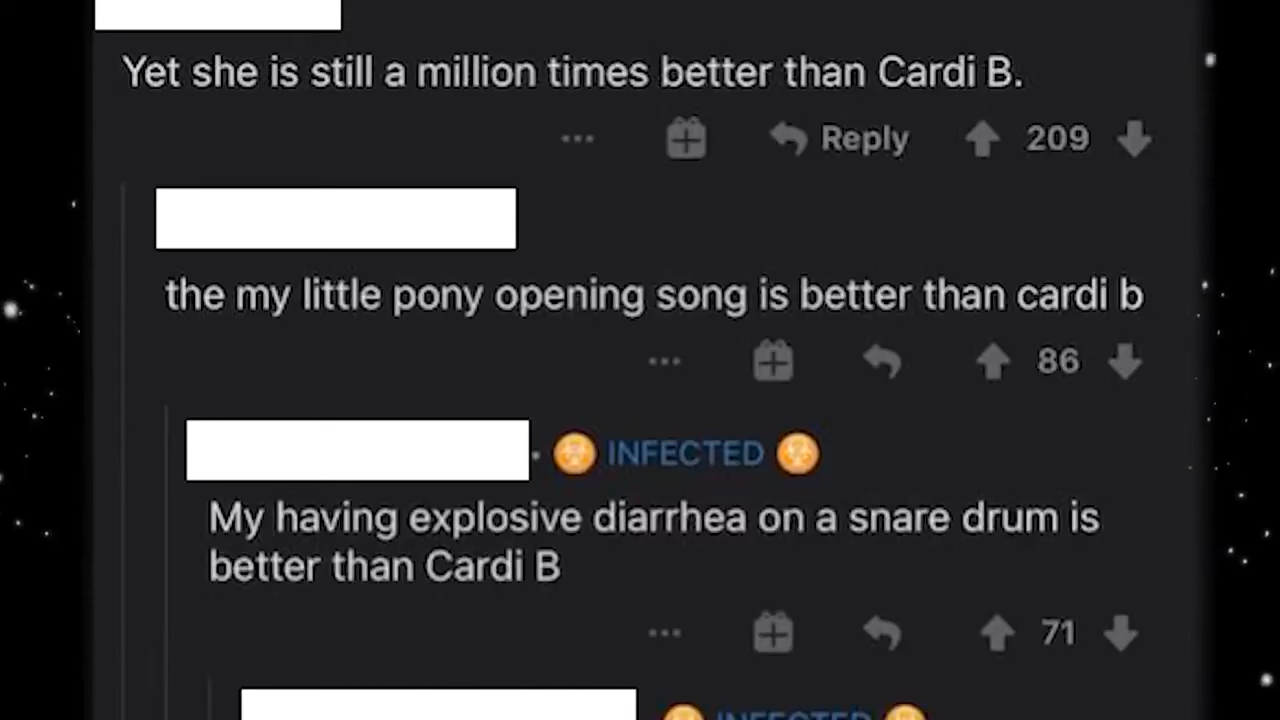 Yet she is still a million times better than Cardi B.
... Reply 209
the my little pony opening song is better than cardi b
... 86
· INFECTED
My having explosive diarrhea on a snare drum is
better than Cardi B
... 71
INFECTED